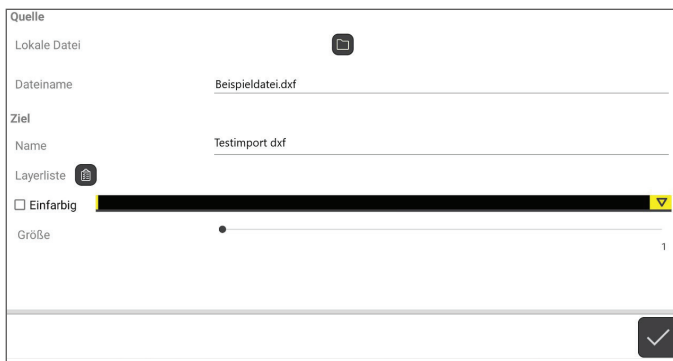 Quelle
Lokale Datei
Dateiname Beispieldatei.dxf
Ziel
Name Testimport dxf
Layerliste
Einfarbig
Größe
1